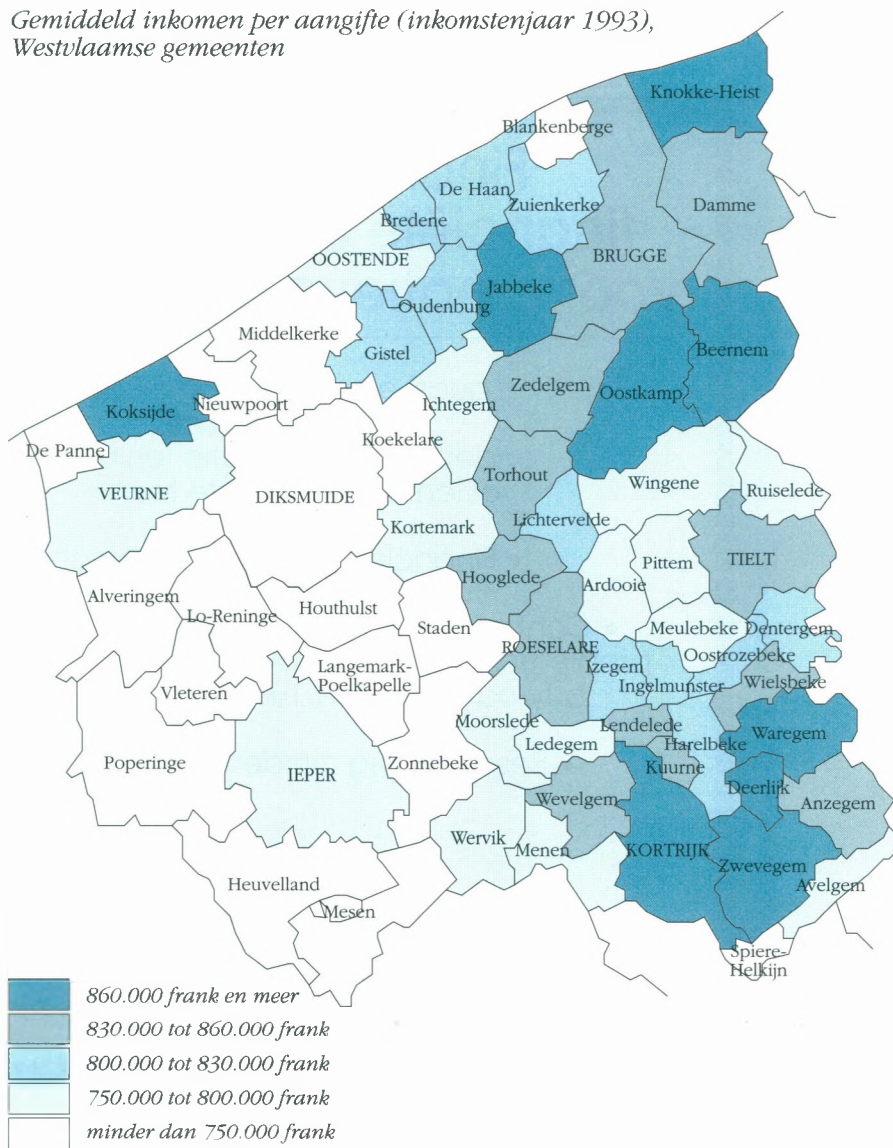 Gemiddeld inkomen per aangifte (inkomstenjaar 1993),
Westvlaamse gemeenten
Knokke-Heist
Blankenberge
De Haan
Zuienkerke
Damme
Bredene
BRUGGE
OOSTENDE
Jabbeke
Oudenburg
Middelkerke
Gistel
Beernem
Zedelgem
Oostkamp
Koksijde
Nieuwpoort
Ichtegem
Koekelare
De Panne
Torhout
Wingene
VEURNE
DIKSMUIDE
Ruiselede
Kortemark
Lichtervelde
Pittem
TIELT
Hooglede
Ardooie
Alveringem
Lo-Reninge
Houthulst
Staden
Meulebeke
Dentergem
ROESELARE
Oostrozebeke
Langemark-
Poelkapelle
Izegem
Ingelmunster
Wielsbeke
Vleteren
Moorslede
Lendelede
Waregem
Ledegem
Harelbeke
Poperinge
IEPER
Zonnebeke
Kuurne
Deerlijk
Wevelgem
Anzegem
Wervik
Menen
KORTRIJK
Zwevegem
Heuvelland
Avelgem
Mesen
Spiere-
Helkijn
860.000 frank en meer
830.000 tot 860.000 frank
800.000 tot 830.000 frank
750.000 tot 800.000 frank
minder dan 750.000 frank